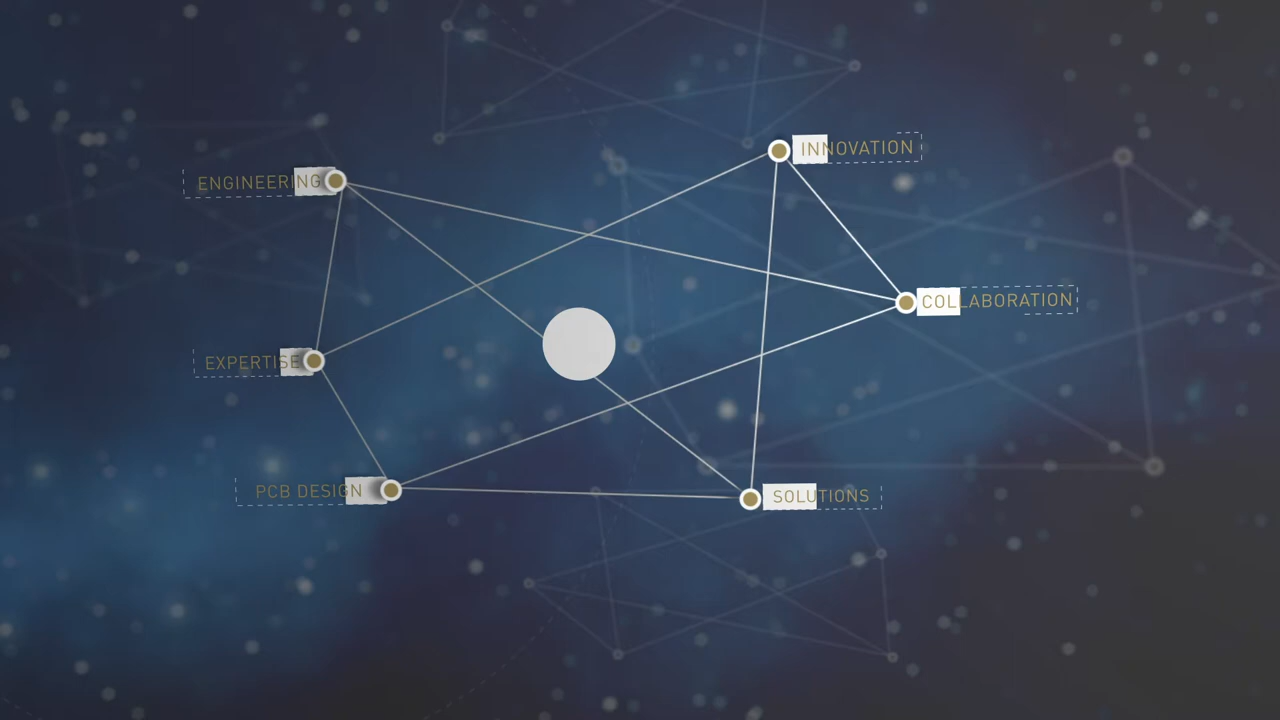 INNOVATION
ENGINEERING
COLLABORATION
EXPERTISE
PCB DESIGN
SOLUTIONS